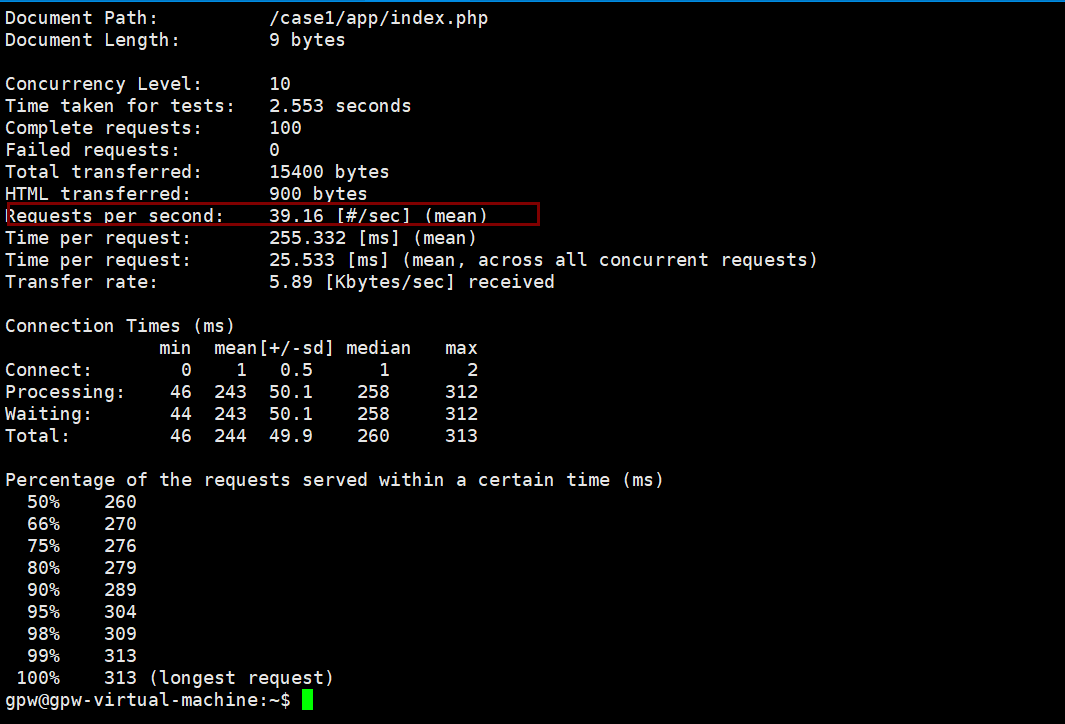 Document Path:          /case1/app/index.php
Document Length:        9 bytes

Concurrency Level:      10
Time taken for tests:   2.553 seconds
Complete requests:      100
Failed requests:        0
Total transferred:      15400 bytes
HTML transferred:       900 bytes
Requests per second:    39.16 [#/sec] (mean)
Time per request:       255.332 [ms] (mean)
Time per request:       25.533 [ms] (mean, across all concurrent requests)
Transfer rate:          5.89 [Kbytes/sec] received

Connection Times (ms)
              min  mean[+/-sd] median   max
Connect:        0    1   0.5      1       2
Processing:    46  243  50.1    258     312
Waiting:       44  243  50.1    258     312
Total:         46  244  49.9    260     313

Percentage of the requests served within a certain time (ms)
  50%    260
  66%    270
  75%    276
  80%    279
  90%    289
  95%    304
  98%    309
  99%    313
 100%    313 (longest request)
gpw@gpw-virtual-machine:~$